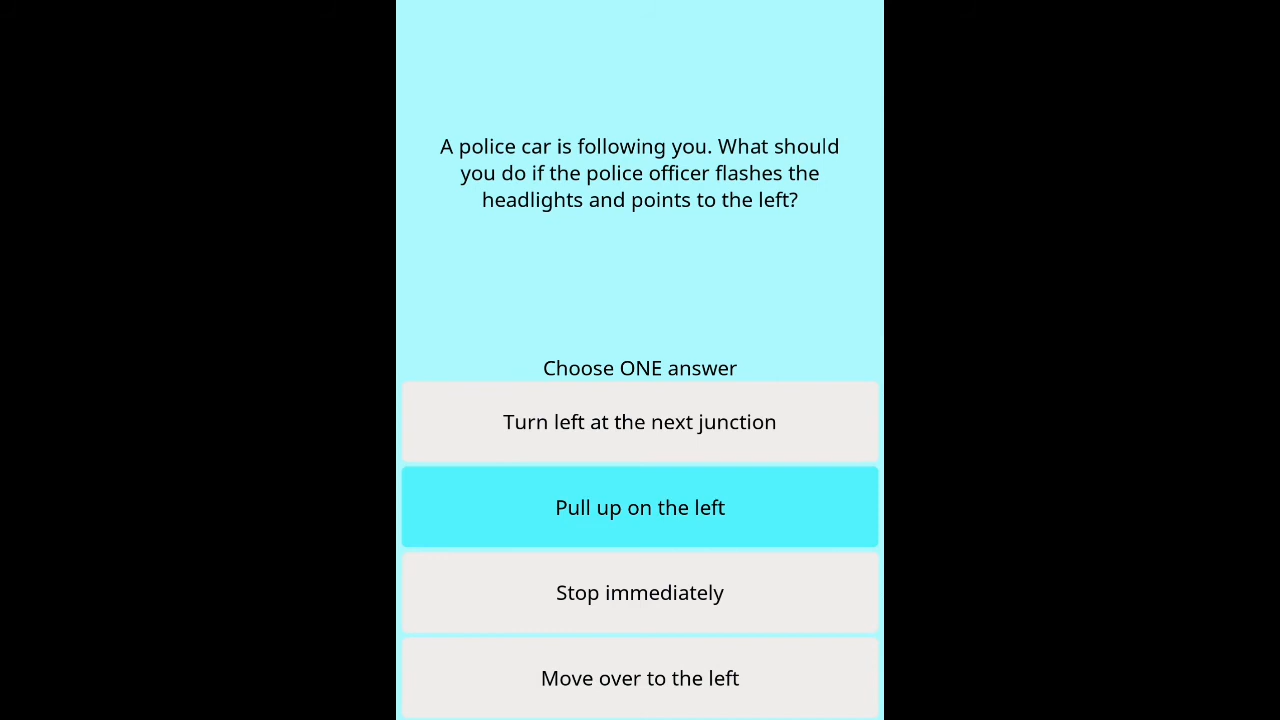 A police car is following you. What should
you do if the police officer flashes the
headlights and points to the left?
Choose ONE answer
Turn left at the next junction
Pull up on the left
Stop immediately
Move over to the left